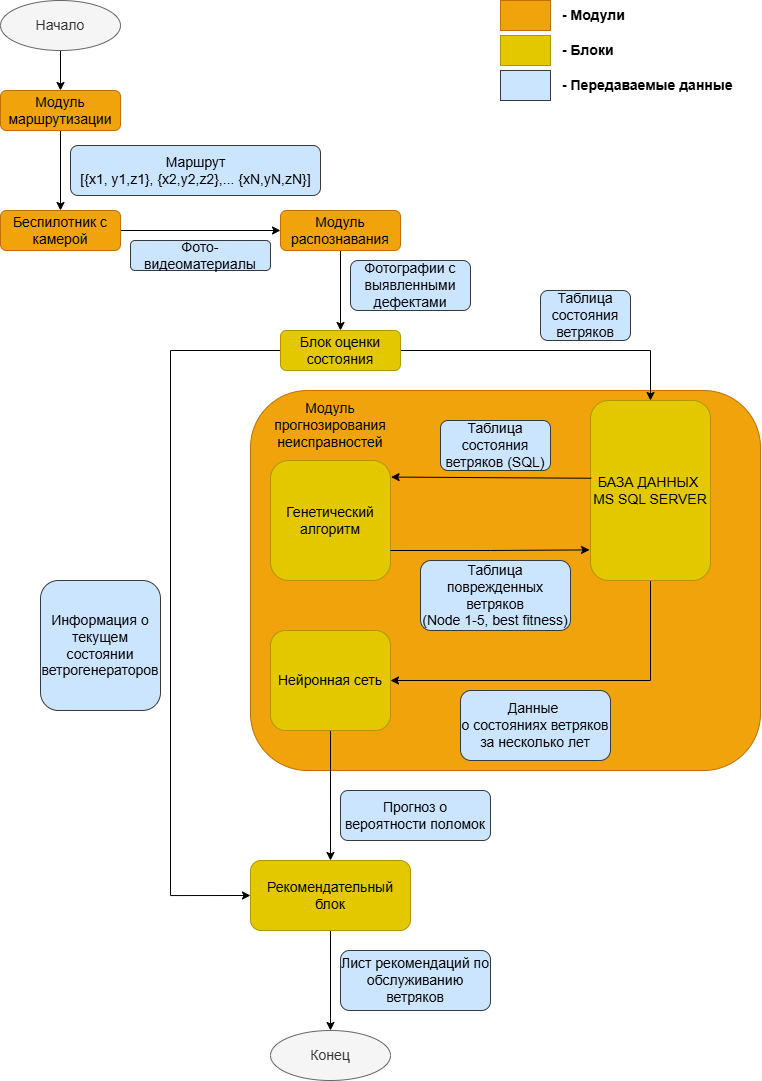 Начало
- Модули
- Блоки
- Передаваемые данные
Модуль
маршрутизации
Маршрут
[{x1, y1,z1}, {x2,y2,z2},... {xN,yN,zN}]
Беспилотник с
камерой
Фото-
видеоматериалы
Модуль
распознавания
Фотографии с
выявленными
дефектами
Таблица
состояния
ветряков
Блок оценки
состояния
Модуль
прогнозирования
неисправностей
Таблица
состояния
ветряков (SQL)
БАЗА ДАННЫХ
MS SQL SERVER
Генетический
алгоритм
Таблица
поврежденных
ветряков
(Node 1-5, best fitness)
Информация о
текущем
состоянии
ветрогенераторов
Нейронная сеть
Данные
о состояниях ветряков
за несколько лет
Прогноз о
вероятности поломок
Рекомендательный
блок
Лист рекомендаций по
обслуживанию
ветряков
Конец